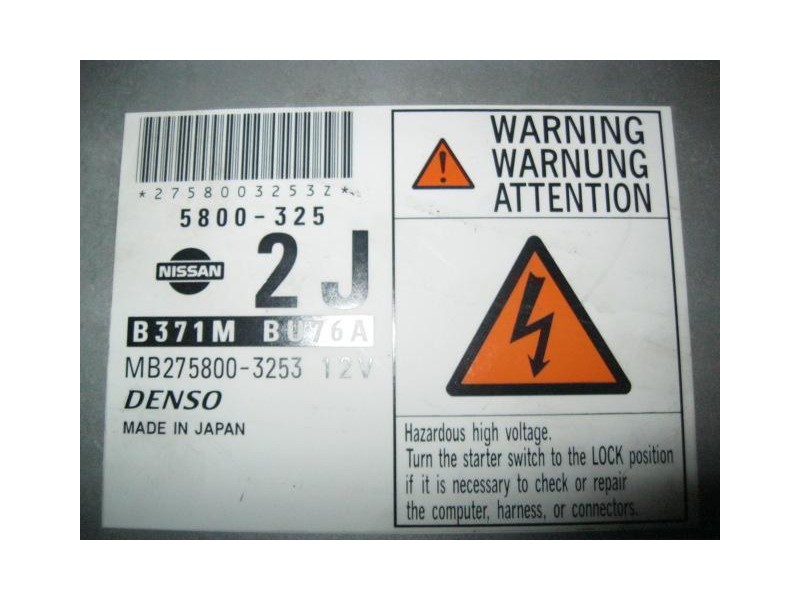 *2758003253Z*
5800-325
NISSAN
2J
B371M BU76A
MB275800-3253 12V
DENSO
MADE IN JAPAN
WARNING
WARNUNG
ATTENTION
Hazardous high voltage.
Turn the starter switch to the LOCK position
if it is necessary to check or repair
the computer, harness, or connectors.